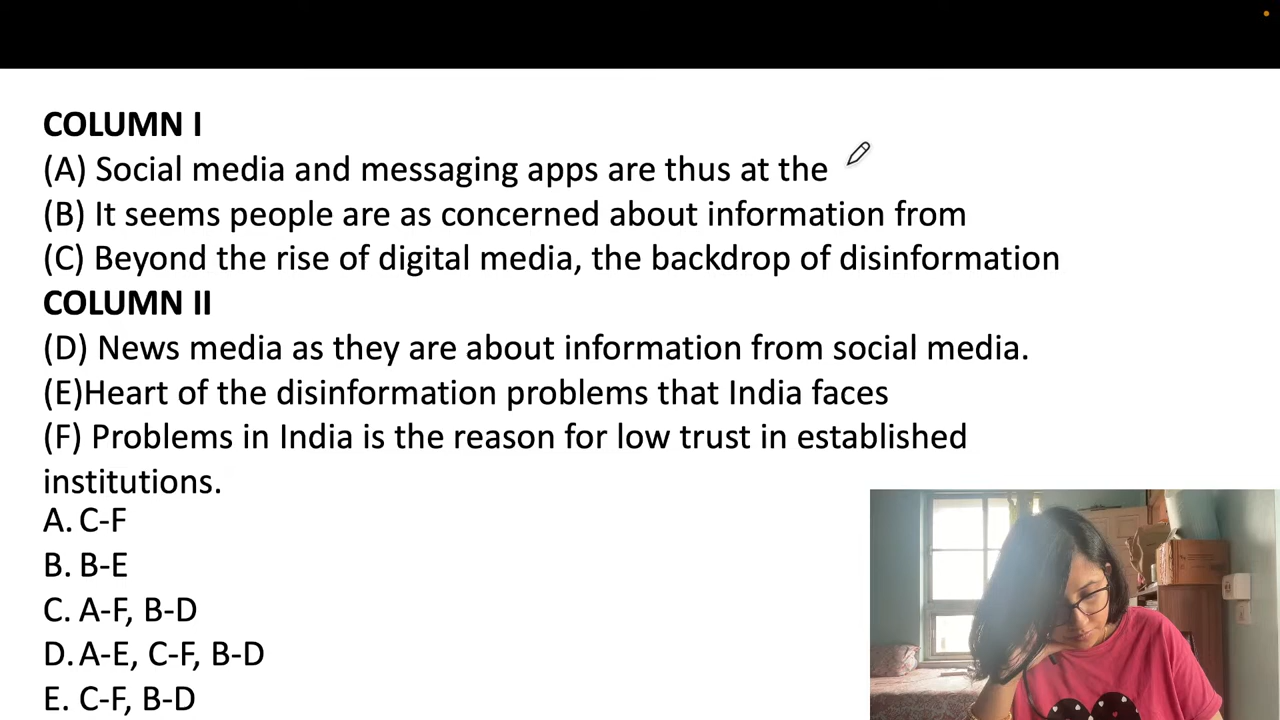 COLUMN I
(A) Social media and messaging apps are thus at the
(B) It seems people are as concerned about information from
(C) Beyond the rise of digital media, the backdrop of disinformation
COLUMN II
(D) News media as they are about information from social media.
(E)Heart of the disinformation problems that India faces
(F) Problems in India is the reason for low trust in established
institutions.
A. C-F
B. B-E
C. A-F, B-D
D. A-E, C-F, B-D
E. C-F, B-D